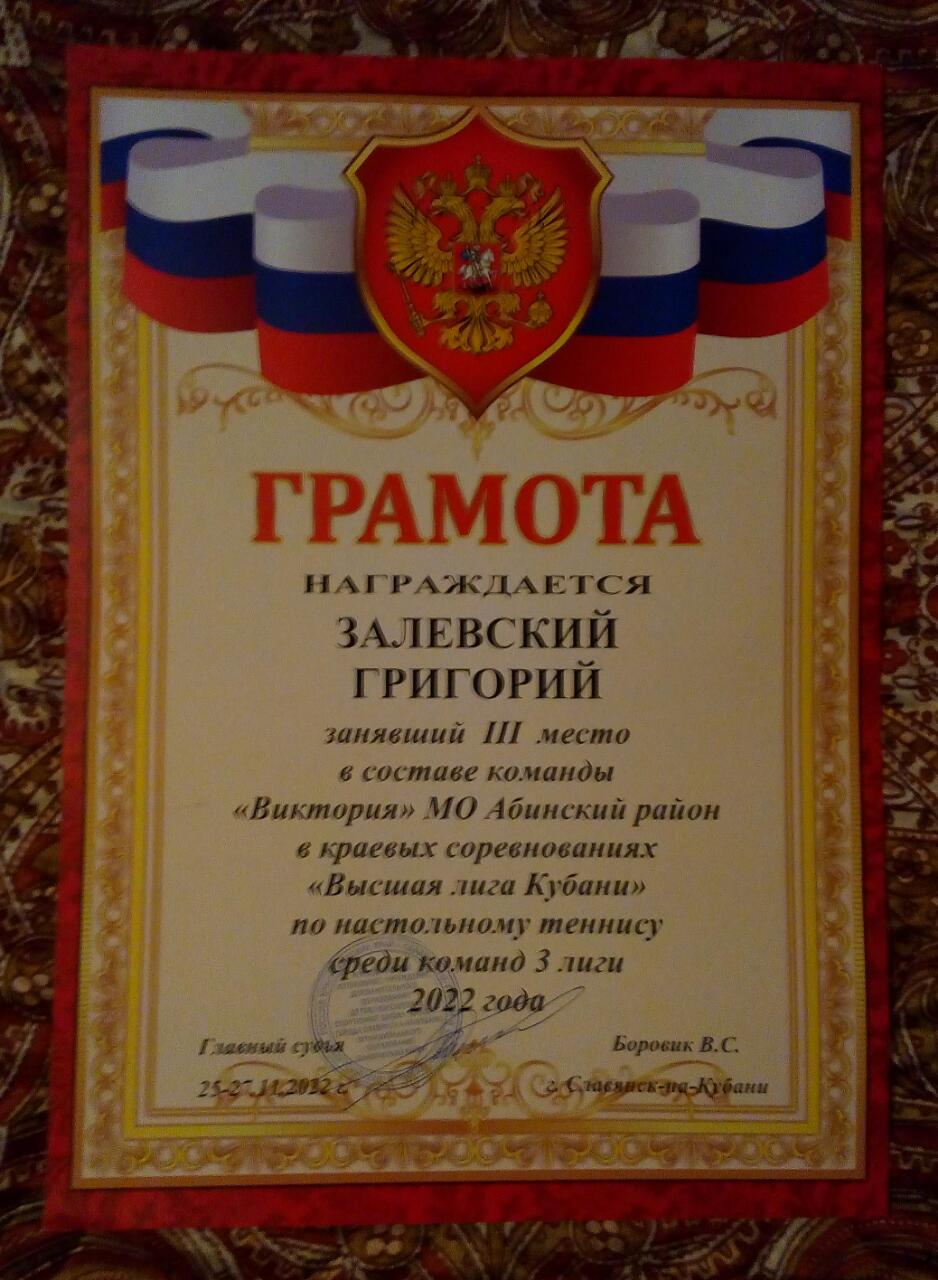 ГРАМОТА
НАГРАЖДАЕТСЯ
ЗАЛЕВСКИЙ
ГРИГОРИЙ
занявший III место
в составе команды
«Виктория» МО Абинский район
в краевых соревнованиях
«Высшая лига Кубани»
по настольному теннису
среди команд 3 лиги
2022 года
Главный судья Боровик В.С.
25-27.11.2022 г. г. Славянск-на-Кубани